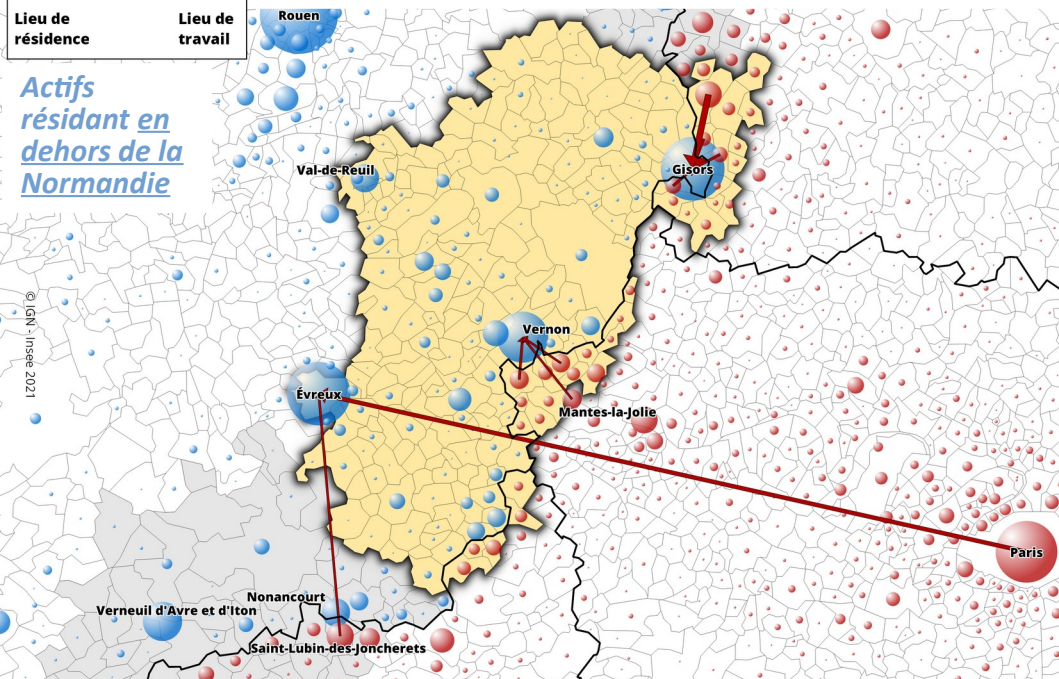 Lieu de résidence
Lieu de travail
Actifs
résidant en
dehors de la
Normandie
Rouen
Val-de-Reuil
Gisors
Vernon
© IGN - Insee 2021
Évreux
Mantes-la-Jolie
Paris
Nonancourt
Verneuil d'Avre et d'Iton
Saint-Lubin-des-Joncherets